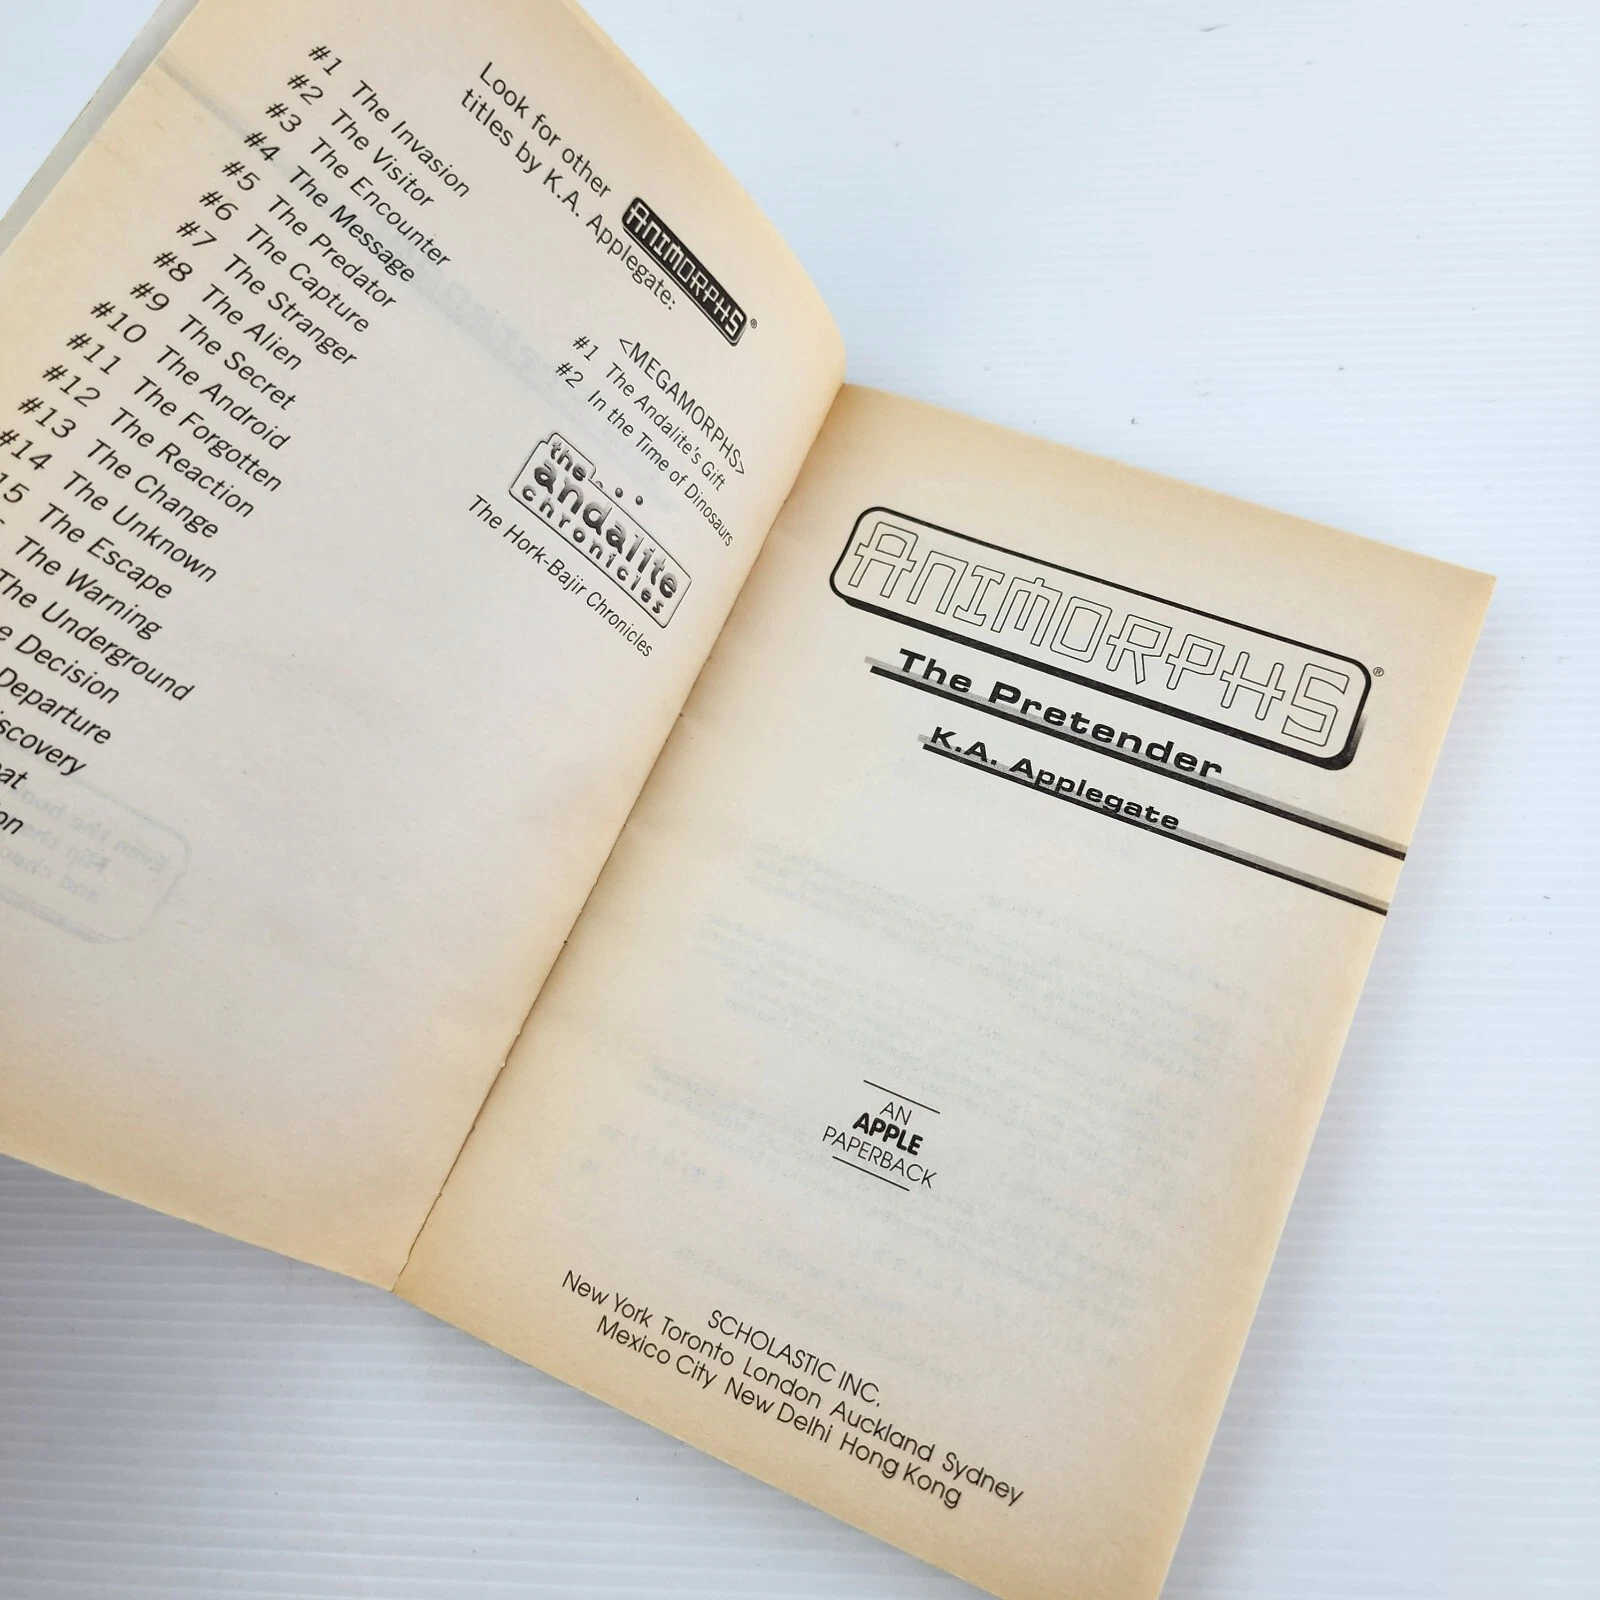 Look for other
ANIMORPHS®
titles by K.A. Applegate:
#1 The Invasion
#2 The Visitor
#3 The Encounter
#4 The Message
#5 The Predator
#6 The Capture
#7 The Stranger
#8 The Alien
#9 The Secret
#10 The Android
#11 The Forgotten
#12 The Reaction
#13 The Change
#14 The Unknown
15 The Escape
The Warning
The Underground
e Decision
Departure
iscovery
eat
on
<MEGAMORPHS>
#1 The Andalite's Gift
#2 In the Time of Dinosaurs
the
andalite
chronicles
The Hork-Bajir Chronicles
ANIMORPHS®
The Pretender
K.A. Applegate
AN
APPLE
PAPERBACK
SCHOLASTIC INC.
New York Toronto London Auckland Sydney
Mexico City New Delhi Hong Kong